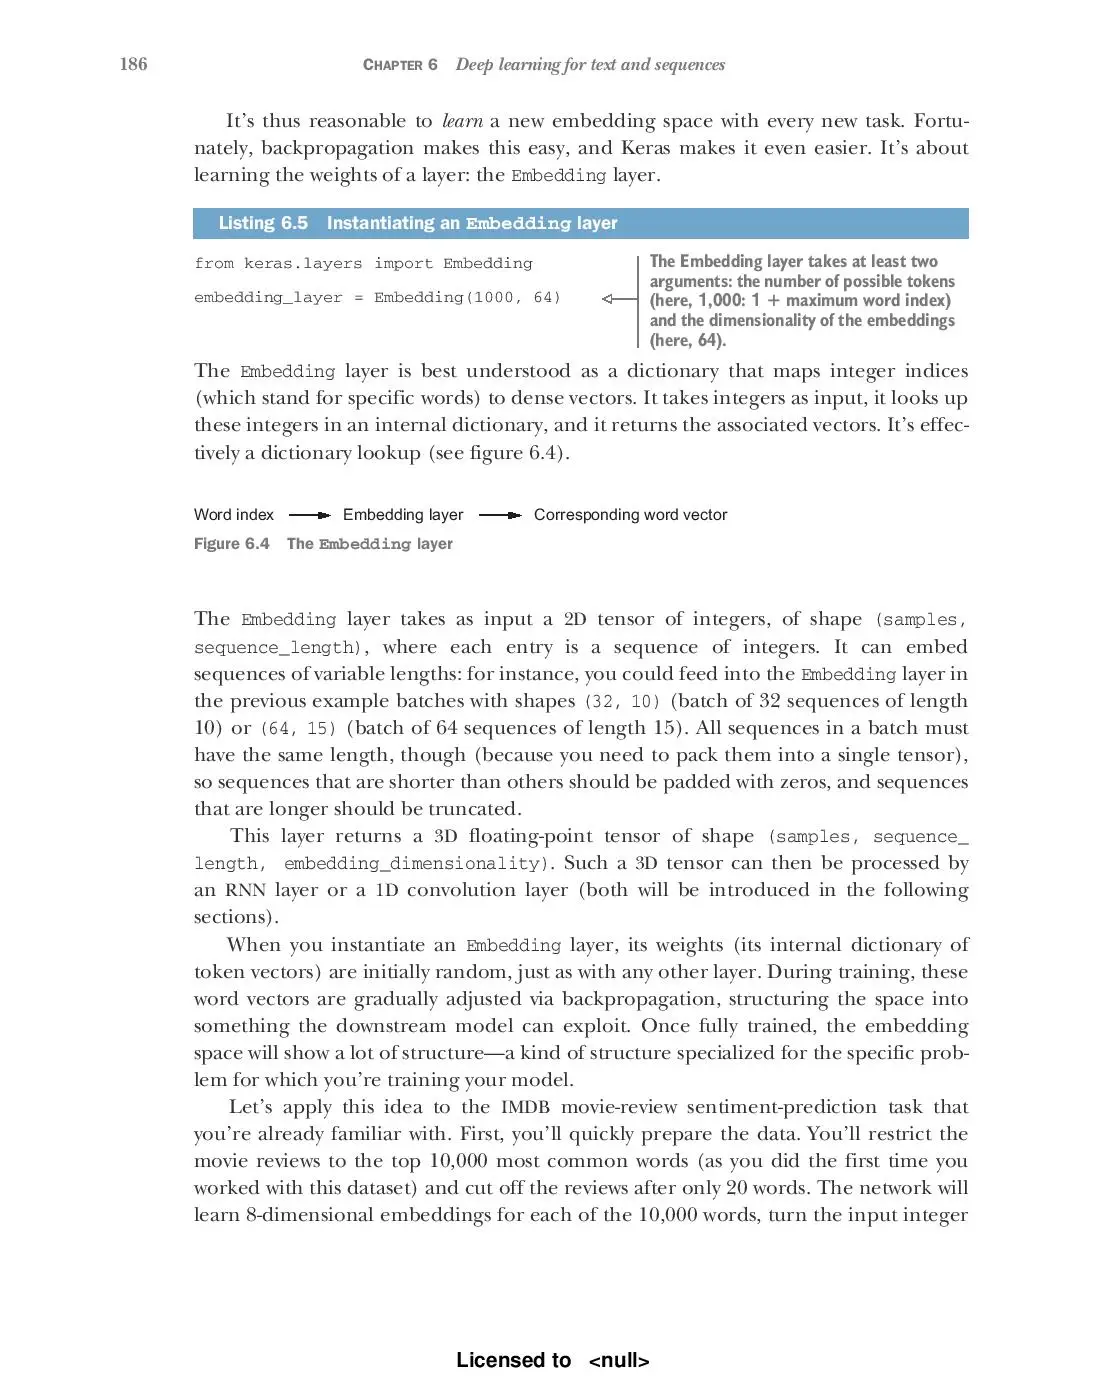 186 CHAPTER 6 Deep learning for text and sequences
It's thus reasonable to learn a new embedding space with every new task. Fortu-
nately, backpropagation makes this easy, and Keras makes it even easier. It's about
learning the weights of a layer: the Embedding layer.
Listing 6.5 Instantiating an Embedding layer
from keras.layers import Embedding
embedding_layer = Embedding(1000, 64)
The Embedding layer takes at least two
arguments: the number of possible tokens
(here, 1,000: 1 + maximum word index)
and the dimensionality of the embeddings
(here, 64).
The Embedding layer is best understood as a dictionary that maps integer indices
(which stand for specific words) to dense vectors. It takes integers as input, it looks up
these integers in an internal dictionary, and it returns the associated vectors. It's effec-
tively a dictionary lookup (see figure 6.4).
Word index Embedding layer Corresponding word vector
Figure 6.4 The Embedding layer
The Embedding layer takes as input a 2D tensor of integers, of shape (samples,
sequence_length), where each entry is a sequence of integers. It can embed
sequences of variable lengths: for instance, you could feed into the Embedding layer in
the previous example batches with shapes (32, 10) (batch of 32 sequences of length
10) or (64, 15) (batch of 64 sequences of length 15). All sequences in a batch must
have the same length, though (because you need to pack them into a single tensor),
so sequences that are shorter than others should be padded with zeros, and sequences
that are longer should be truncated.
This layer returns a 3D floating-point tensor of shape (samples, sequence_
length, embedding_dimensionality). Such a 3D tensor can then be processed by
an RNN layer or a 1D convolution layer (both will be introduced in the following
sections).
When you instantiate an Embedding layer, its weights (its internal dictionary of
token vectors) are initially random, just as with any other layer. During training, these
word vectors are gradually adjusted via backpropagation, structuring the space into
something the downstream model can exploit. Once fully trained, the embedding
space will show a lot of structure—a kind of structure specialized for the specific prob-
lem for which you're training your model.
Let's apply this idea to the IMDB movie-review sentiment-prediction task that
you're already familiar with. First, you'll quickly prepare the data. You'll restrict the
movie reviews to the top 10,000 most common words (as you did the first time you
worked with this dataset) and cut off the reviews after only 20 words. The network will
learn 8-dimensional embeddings for each of the 10,000 words, turn the input integer
Licensed to <null>